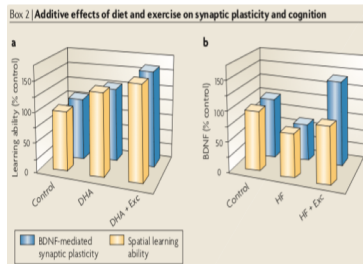 Box 2 | Additive effects of diet and exercise on synaptic plasticity and cognition
a
b
Learning ability (% control)
150
100
50
0
Control
DHA
DHA + Exc
BDNF (% control)
150
100
50
0
Control
HF
HF + Exc
BDNF-mediated
synaptic plasticity
Spatial learning
ability